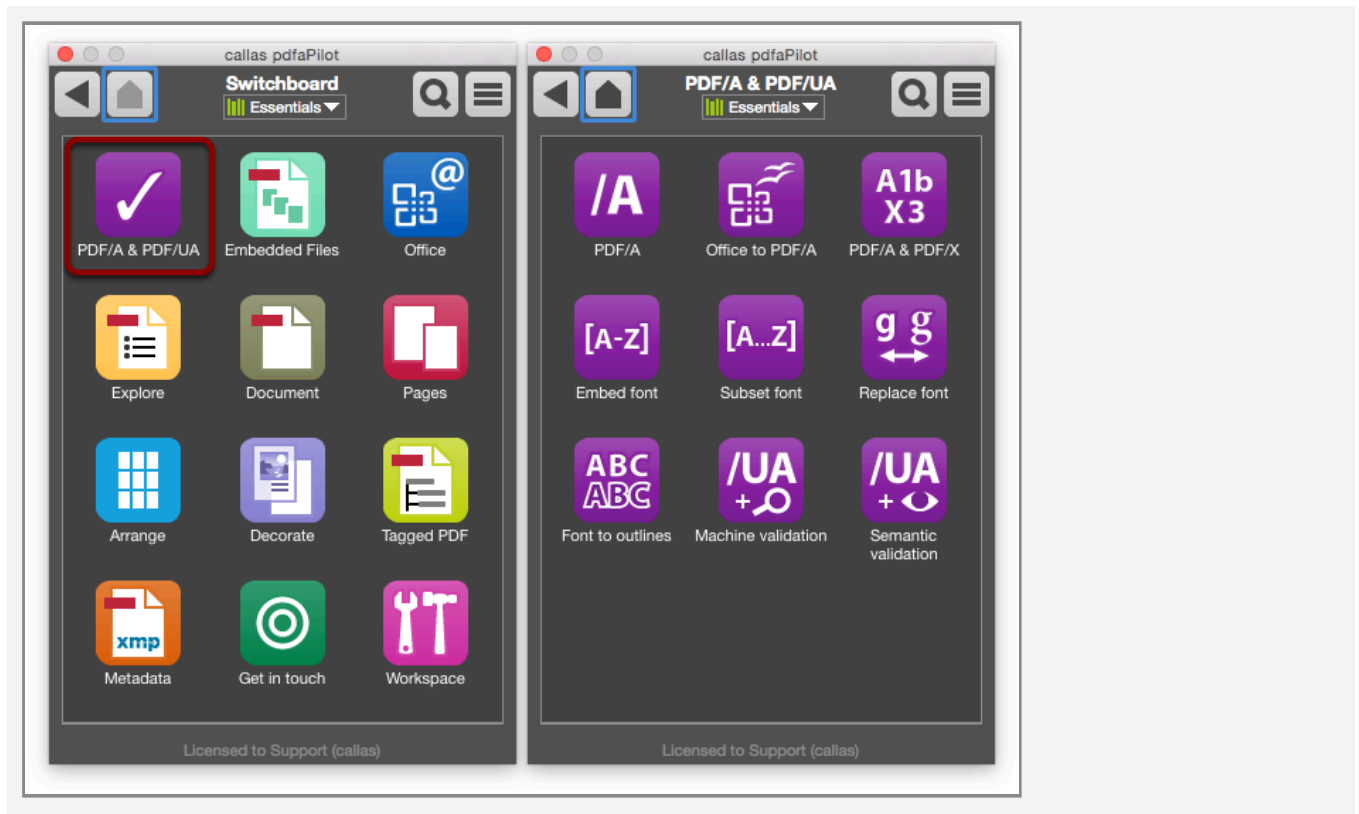 callas pdfaPilot
Switchboard
Essentials
PDF/A & PDF/UA
Embedded Files
@
Office
Explore
Document
Pages
Arrange
Decorate
Tagged PDF
xmp
Metadata
Get in touch
Workspace
Licensed to Support (callas)
callas pdfaPilot
PDF/A & PDF/UA
Essentials
/A
PDF/A
Office to PDF/A
A1b
X3
PDF/A & PDF/X
[A-Z]
Embed font
[A...Z]
Subset font
g g
Replace font
ABC
ABC
Font to outlines
/UA
+
Machine validation
/UA
+
Semantic
validation
Licensed to Support (callas)